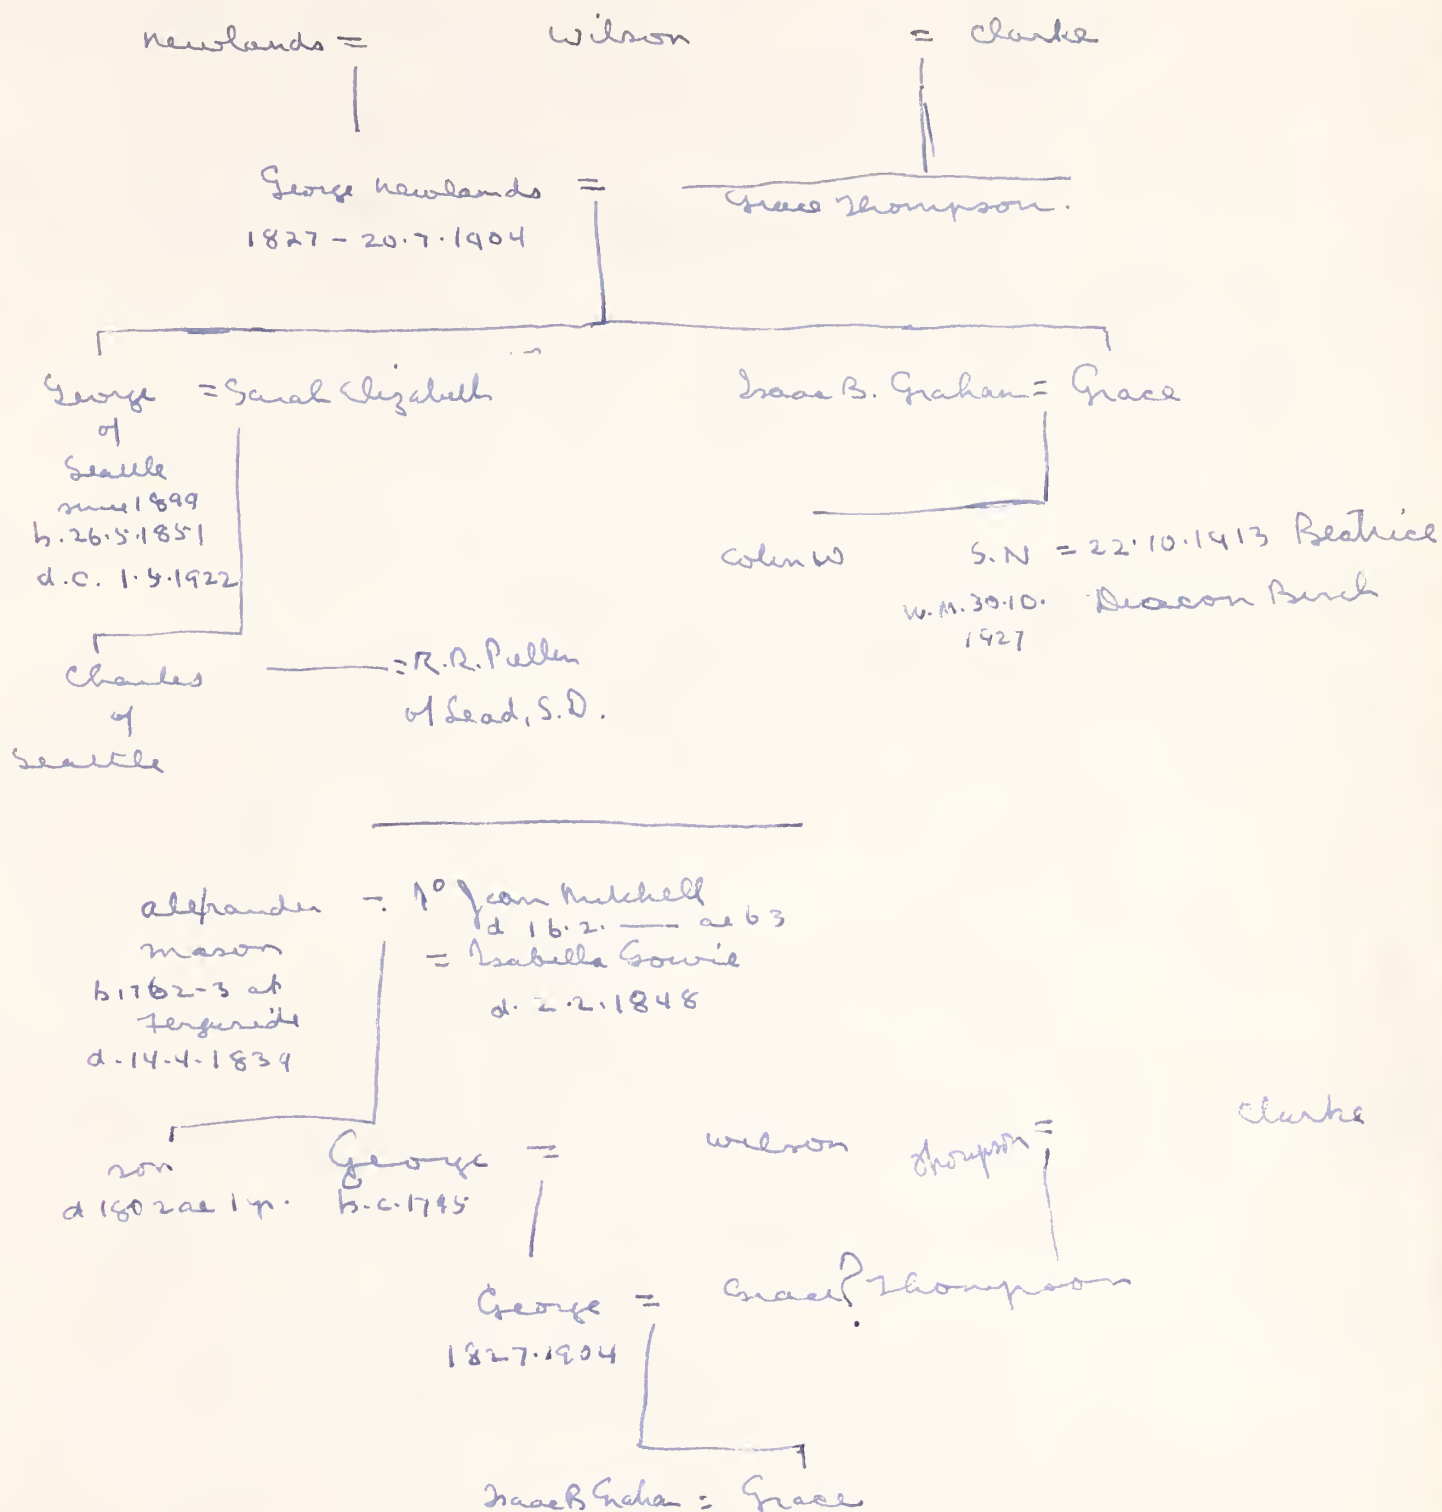 Newlands = Wilson = Clarke
George Newlands = Grace Thompson.
1827 - 20.7.1904
George = Sarah Elizabeth Isaac B. Graham = Grace
of
Seattle
since 1899
b. 26.5.1851
d.c. 1.5.1922
Colin W S.N = 22.10.1913 Beatrice
W.M. 30.10. Deacon Birch
1927
Charles = R.R. Pullen
of of Lead, S.D.
Seattle
Alexander = 1° Jean Mitchell
d 16.2. — ae 63
Mason = Isabella Gowrie
b. 1762-3 at d. 2.2.1848
d. 14.4.1839
son George = Wilson Thompson = Clarke
d 1802 ae 1 yr. b.c. 1795
George = Grace? Thompson
1827.1904
Isaac B Graham = Grace